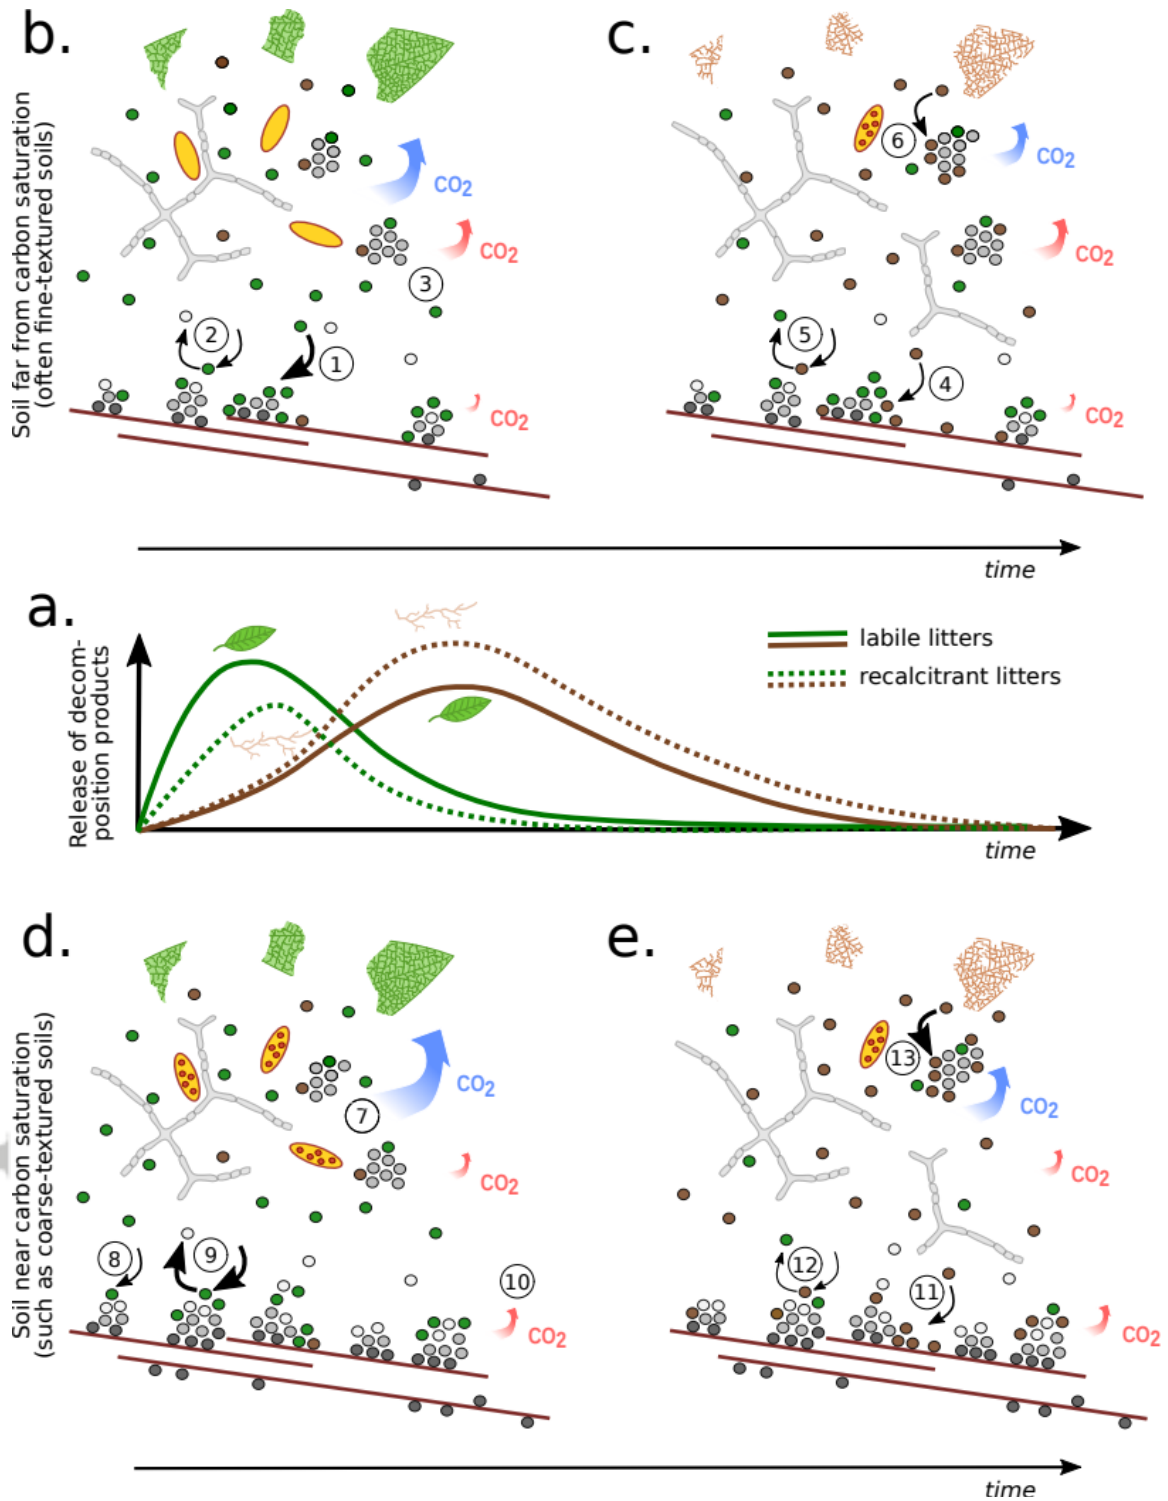 b.
c.
Soil far from carbon saturation
(often fine-textured soils)
6
CO2
CO2
CO2
CO2
3
2
1
5
4
CO2
CO2
time
a.
Release of decom-
position products
labile litters
recalcitrant litters
time
d.
e.
Soil near carbon saturation
(such as coarse-textured soils)
13
CO2
CO2
7
CO2
CO2
8
9
10
12
11
CO2
CO2
time